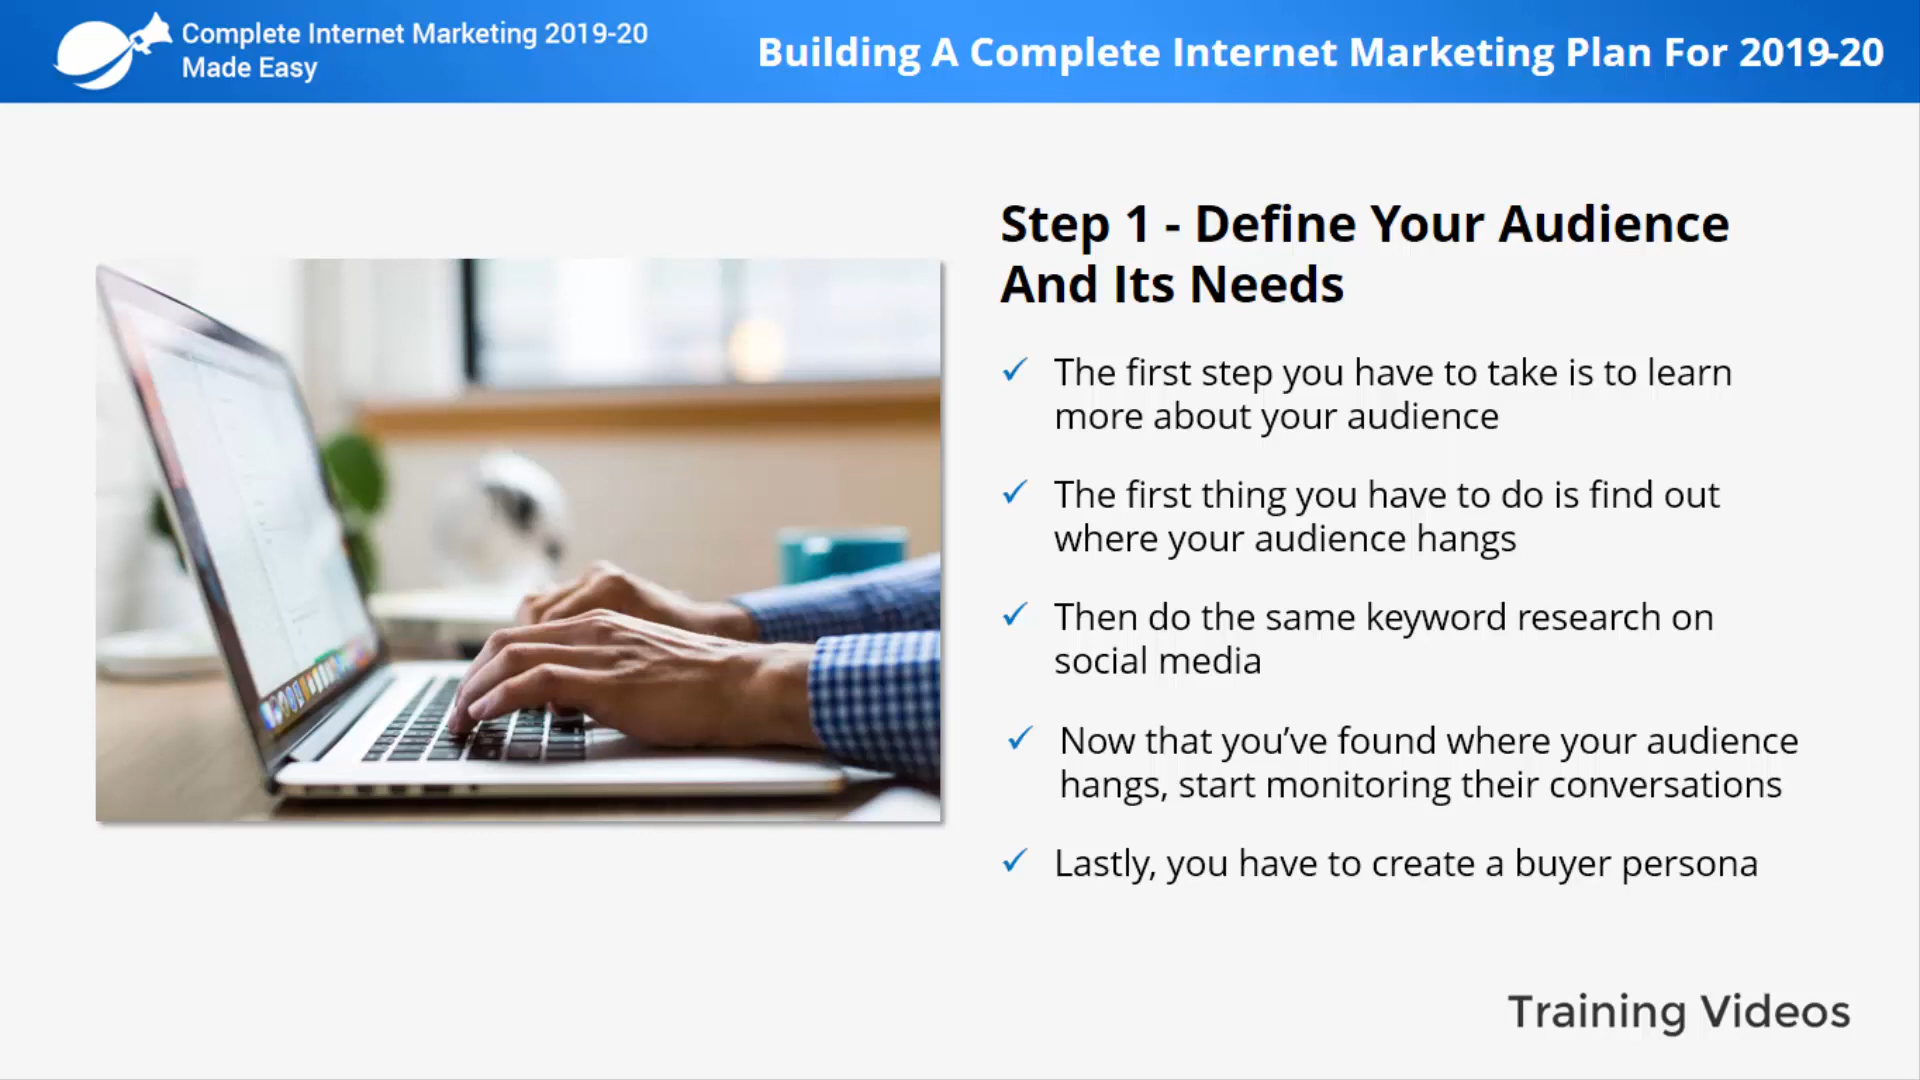 Complete Internet Marketing 2019-20
Made Easy
Building A Complete Internet Marketing Plan For 2019-20
Step 1 - Define Your Audience
And Its Needs
The first step you have to take is to learn
more about your audience
The first thing you have to do is find out
where your audience hangs
Then do the same keyword research on
social media
Now that you’ve found where your audience
hangs, start monitoring their conversations
Lastly, you have to create a buyer persona
Training Videos